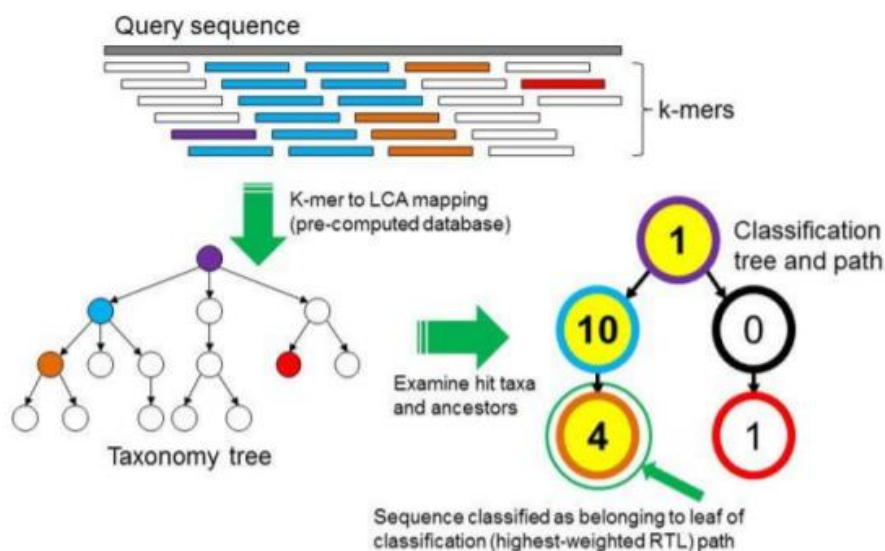 Query sequence
k-mers
K-mer to LCA mapping
(pre-computed database)
Classification
tree and path
1
10
0
4
1
Examine hit taxa
and ancestors
Taxonomy tree
Sequence classified as belonging to leaf of
classification (highest-weighted RTL) path